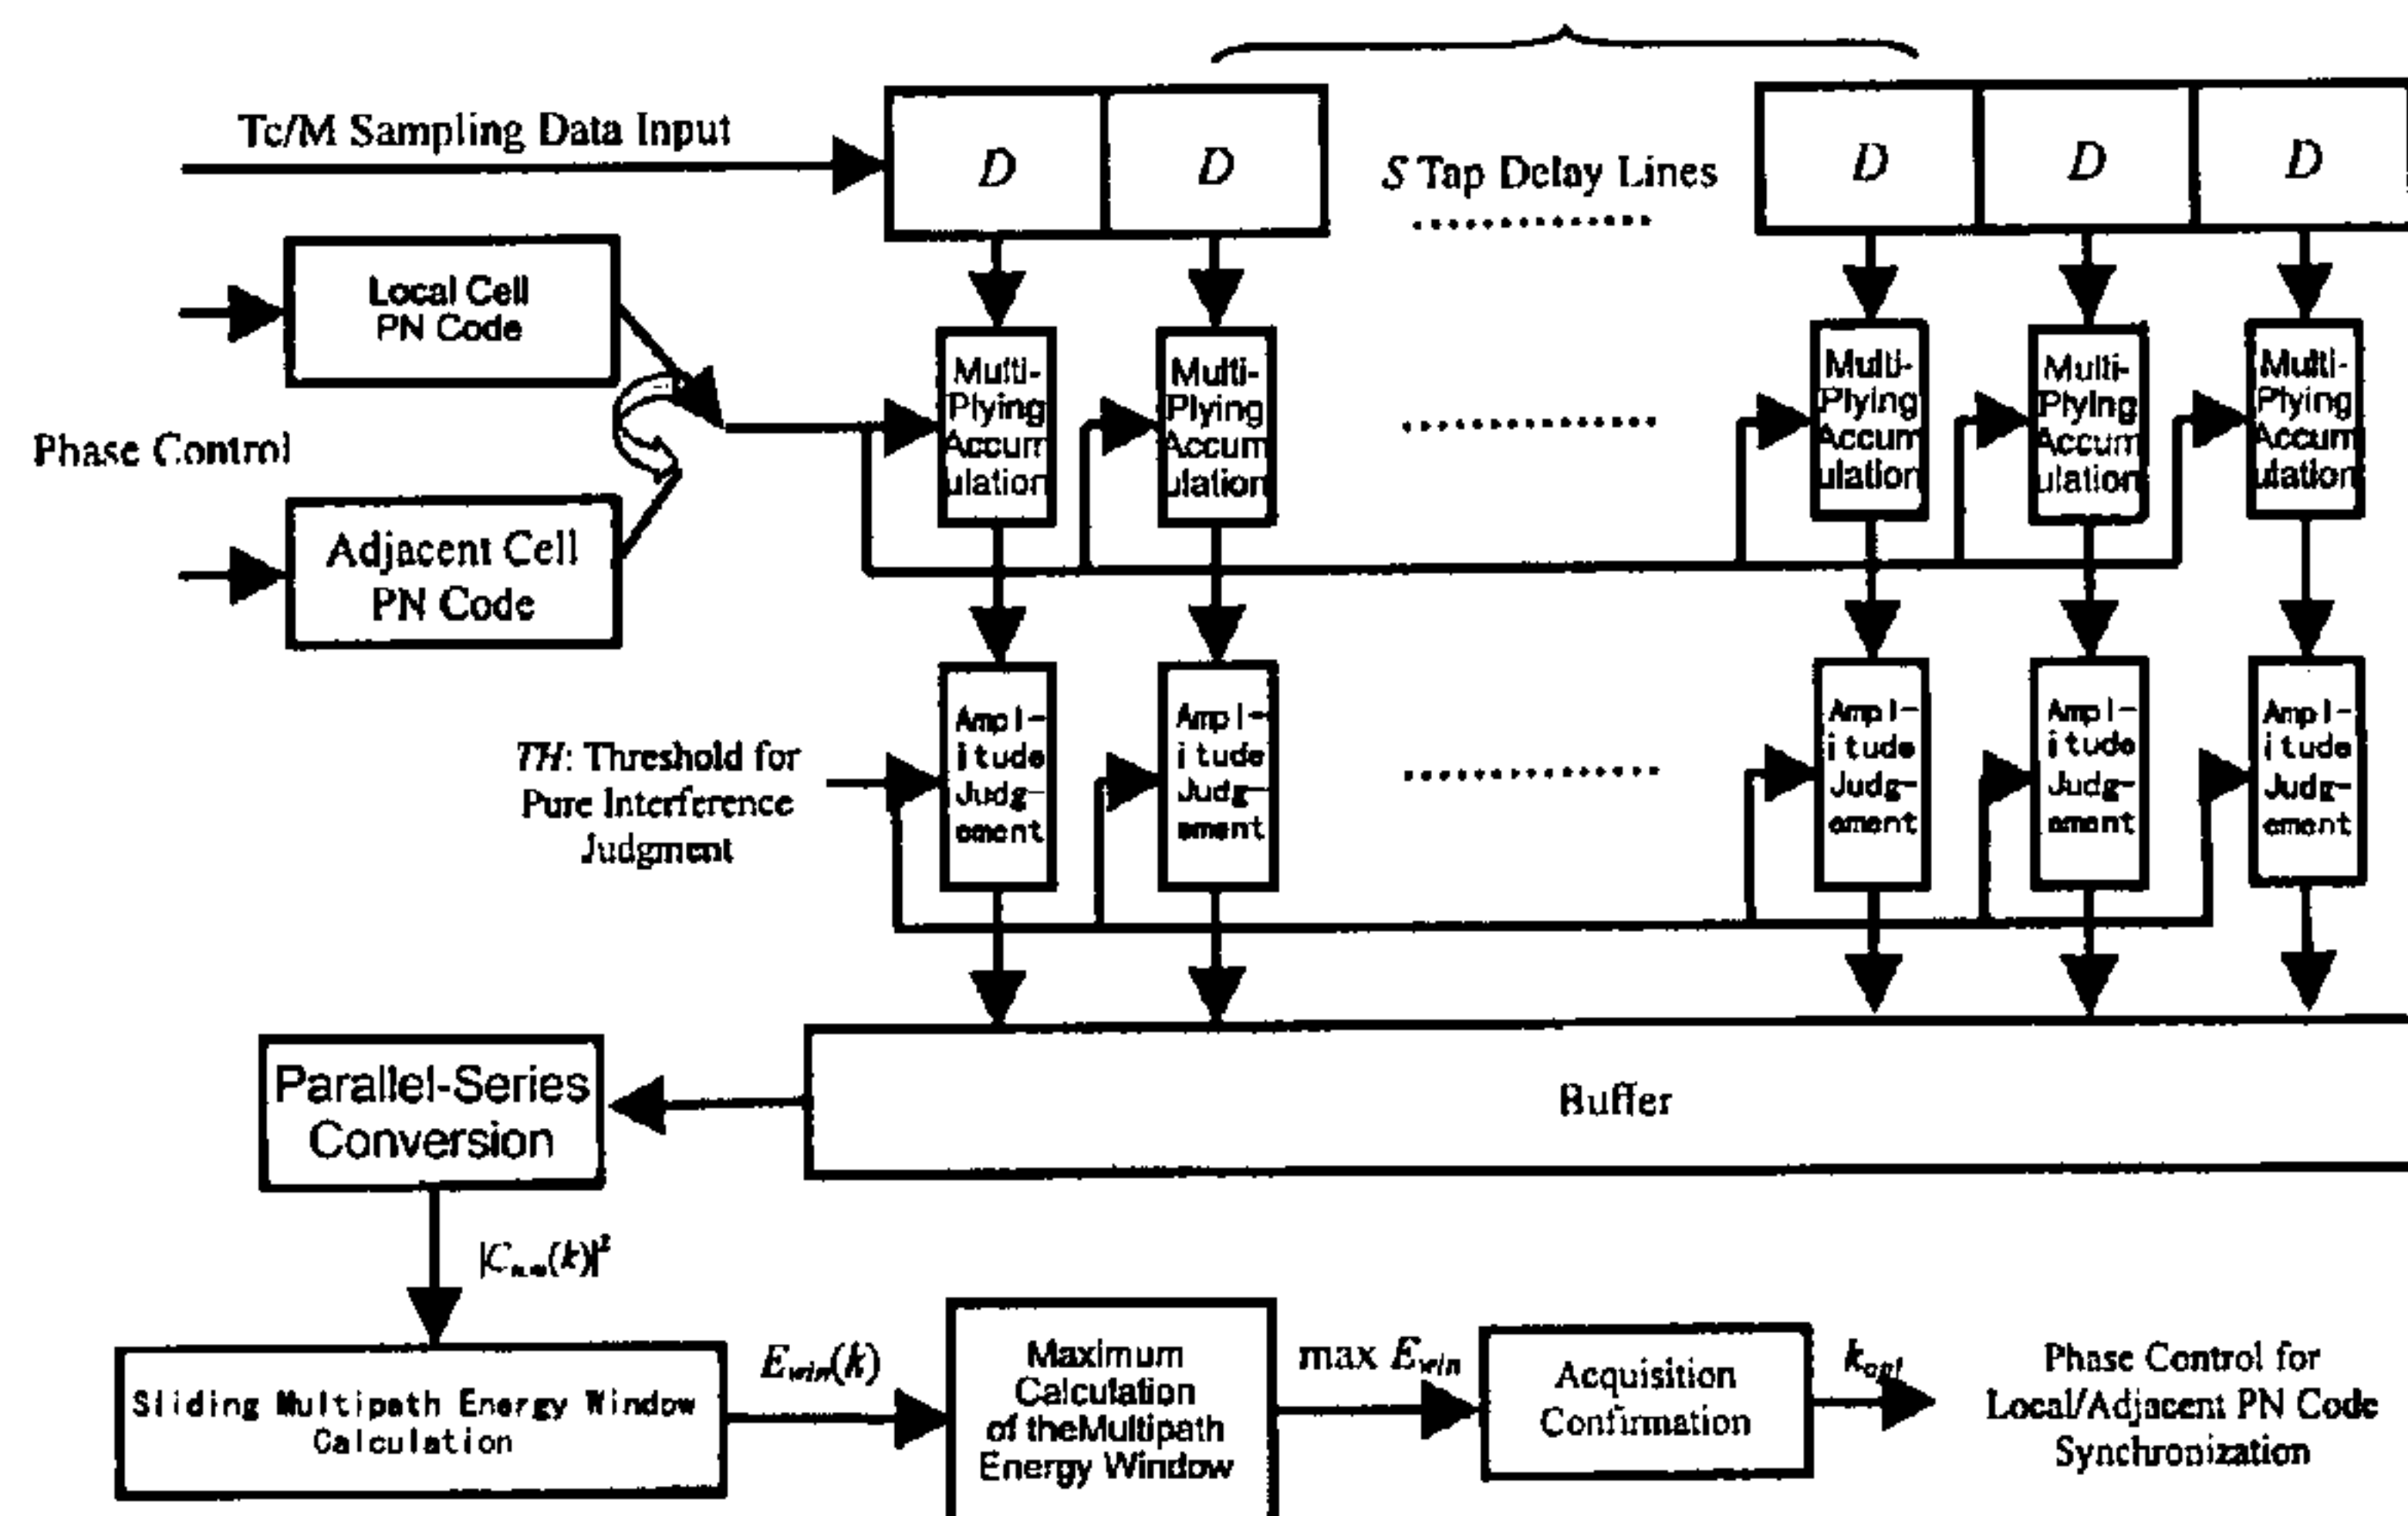 Tc/M Sampling Data Input
D
D
S Tap Delay Lines
D
D
D
Local Cell
PN Code
Phase Control
Adjacent Cell
PN Code
Multi-
Plying
Accum
ulation
Multi-
Plying
Accum
ulation
Multi-
Plying
Accum
ulation
Multi-
Plying
Accum
ulation
Multi-
Plying
Accum
ulation
TH: Threshold for
Pure Interference
Judgment
Ampl-
itude
Judg-
ement
Ampl-
itude
Judg-
ement
Ampl-
itude
Judg-
ement
Ampl-
itude
Judg-
ement
Ampl-
itude
Judg-
ement
Buffer
Parallel-Series
Conversion
Sliding Multipath Energy Window
Calculation
E_win(k)
Maximum
Calculation
of theMultipath
Energy Window
max E_win
Acquisition
Confirmation
k_opt
Phase Control for
Local/Adjacent PN Code
Synchronization